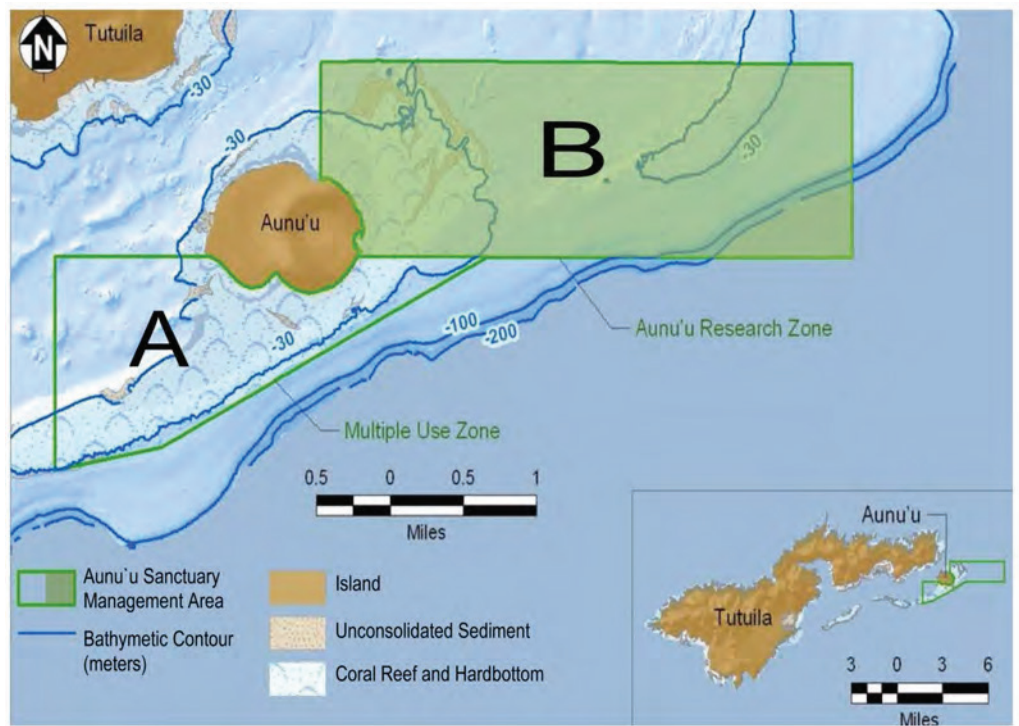 N
Tutuila
-30
-30
B
-30
Aunu'u
A
-30
-100
-200
Aunu'u Research Zone
Multiple Use Zone
0.5 0 0.5 1
Miles
Aunu`u Sanctuary
Management Area
Bathymetic Contour
(meters)
Island
Unconsolidated Sediment
Coral Reef and Hardbottom
Aunu'u
Tutuila
3 0 3 6
Miles